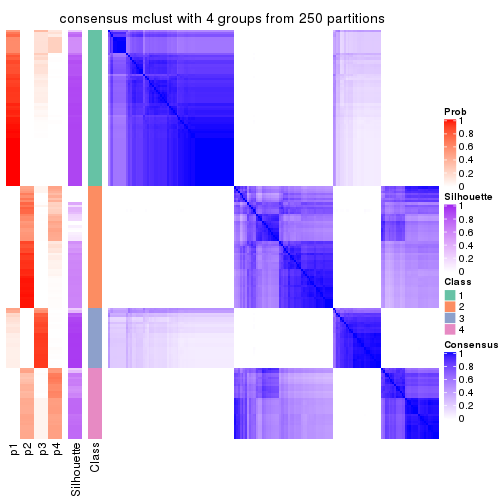 consensus mclust with 4 groups from 250 partitions
Prob
1
0.8
0.6
0.4
0.2
0
Silhouette
1
0.8
0.6
0.4
0.2
0
Class
1
2
3
4
Consensus
1
0.8
0.6
0.4
0.2
0
p1
p2
p3
p4
Silhouette
Class